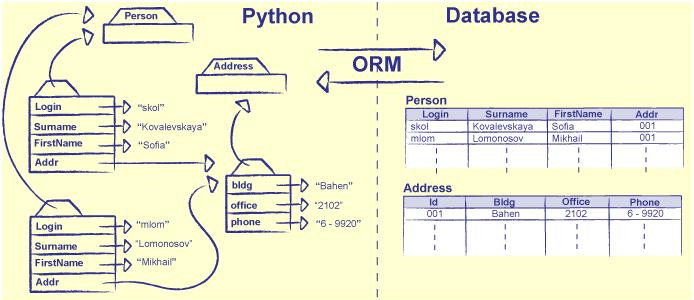 Python
Database
Person
Address
ORM
Login "skol"
Surname "Kovalevskaya"
FirstName "Sofia"
Addr
bldg "Bahen"
office "2102"
phone "6 - 9920"
Login "mlom"
Surname "Lomonosov"
FirstName "Mikhail"
Addr
Person
Login Surname FirstName Addr
skol Kovalevskaya Sofia 001
mlom Lomonosov Mikhail 001
Address
Id Bldg Office Phone
001 Bahen 2102 6 - 9920